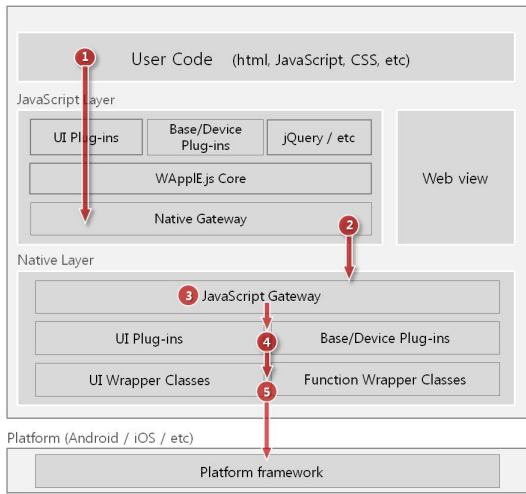 1
User Code (html, JavaScript, CSS, etc)
JavaScript Layer
UI Plug-ins
Base/Device
Plug-ins
jQuery / etc
WApplE.js Core
Web view
Native Gateway
2
Native Layer
3 JavaScript Gateway
UI Plug-ins
4
Base/Device Plug-ins
UI Wrapper Classes
5
Function Wrapper Classes
Platform (Android / iOS / etc)
Platform framework